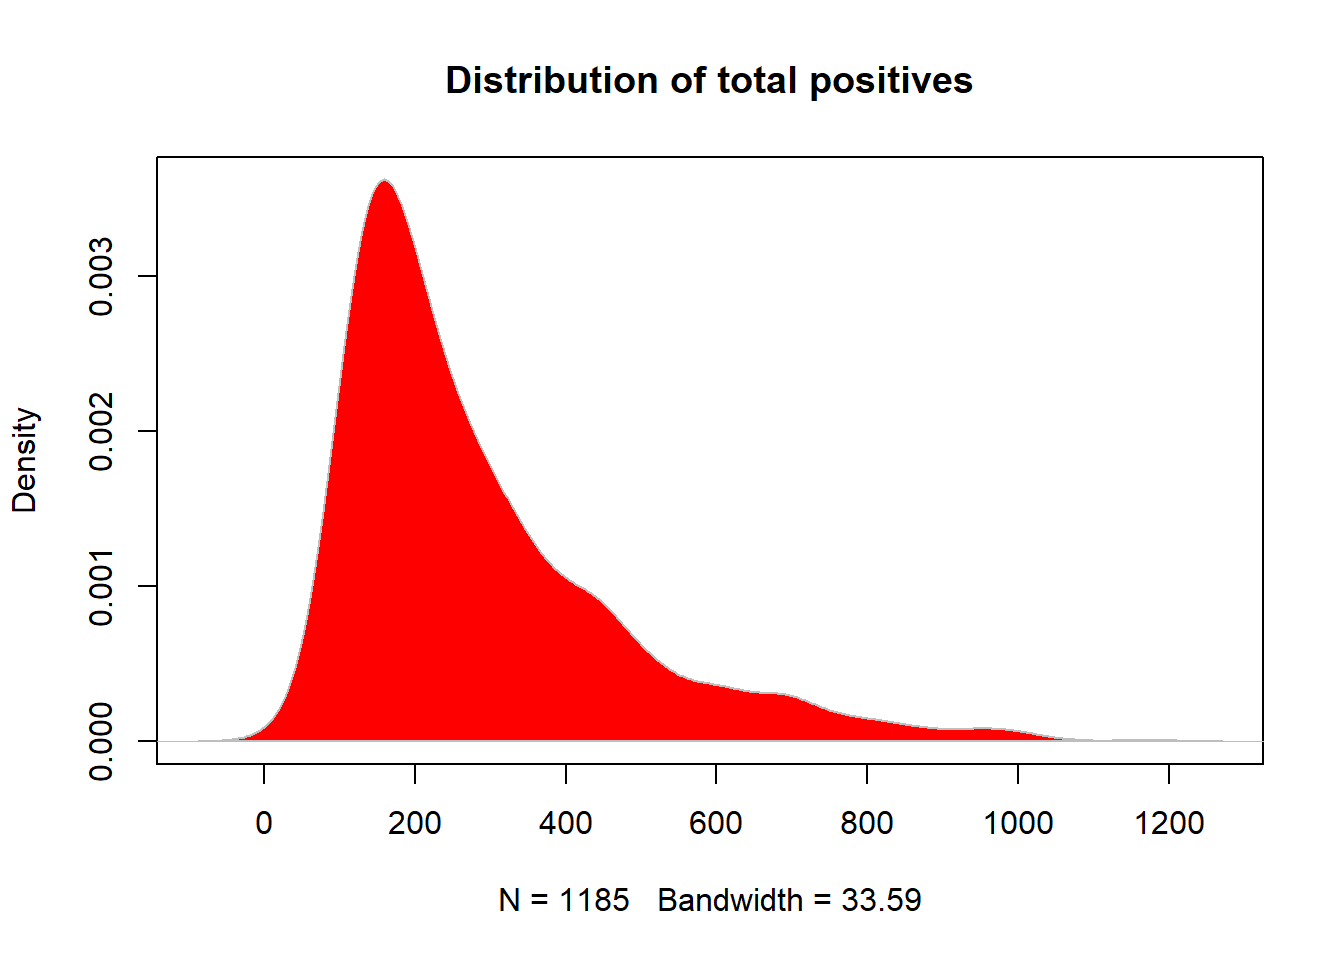 Distribution of total positives
Density
0.003
0.002
0.001
0.000
0 200 400 600 800 1000 1200
N = 1185 Bandwidth = 33.59